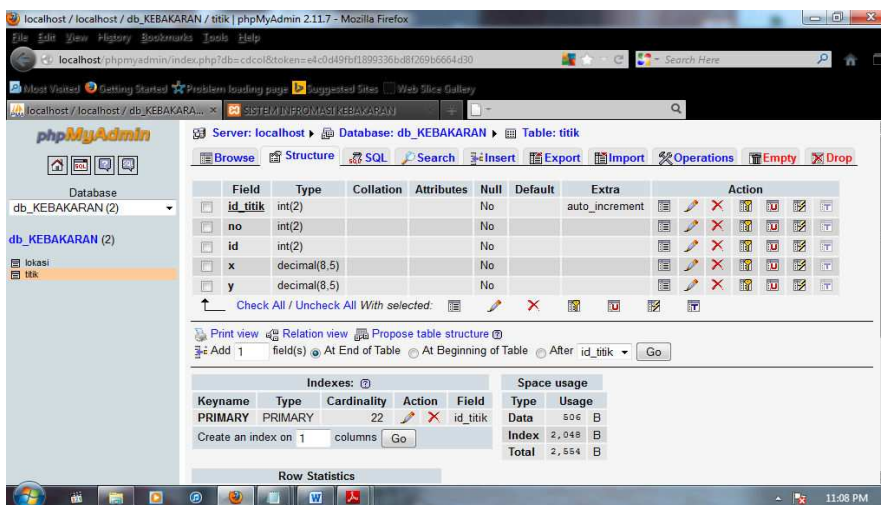 localhost / localhost / db_KEBAKARAN / titik | phpMyAdmin 2.11.7 - Mozilla Firefox
File Edit View History Bookmarks Tools Help
localhost/phpmyadmin/index.php?db=cdcol&token=e4c0d49fbf1899336bd8f269b6664d30
Search Here
Most Visited Getting Started Problem loading page Suggested Sites Web Slice Gallery
localhost / localhost / db_KEBAKARA... SISTEM INFROMASI KEBAKARAN
phpMyAdmin
Server: localhost Database: db_KEBAKARAN Table: titik
Browse Structure SQL Search Insert Export Import Operations Empty Drop
Database
db_KEBAKARAN (2)
db_KEBAKARAN (2)
lokasi
titik
Field Type Collation Attributes Null Default Extra Action
id_titik int(2) No auto_increment
no int(2) No
id int(2) No
x decimal(8,5) No
y decimal(8,5) No
Check All / Uncheck All With selected:
Print view Relation view Propose table structure
Add 1 field(s) At End of Table At Beginning of Table After id_titik Go
Indexes:
Keyname Type Cardinality Action Field
PRIMARY PRIMARY 22 id_titik
Create an index on 1 columns Go
Space usage
Type Usage
Data 506 B
Index 2,048 B
Total 2,554 B
Row Statistics
11:08 PM